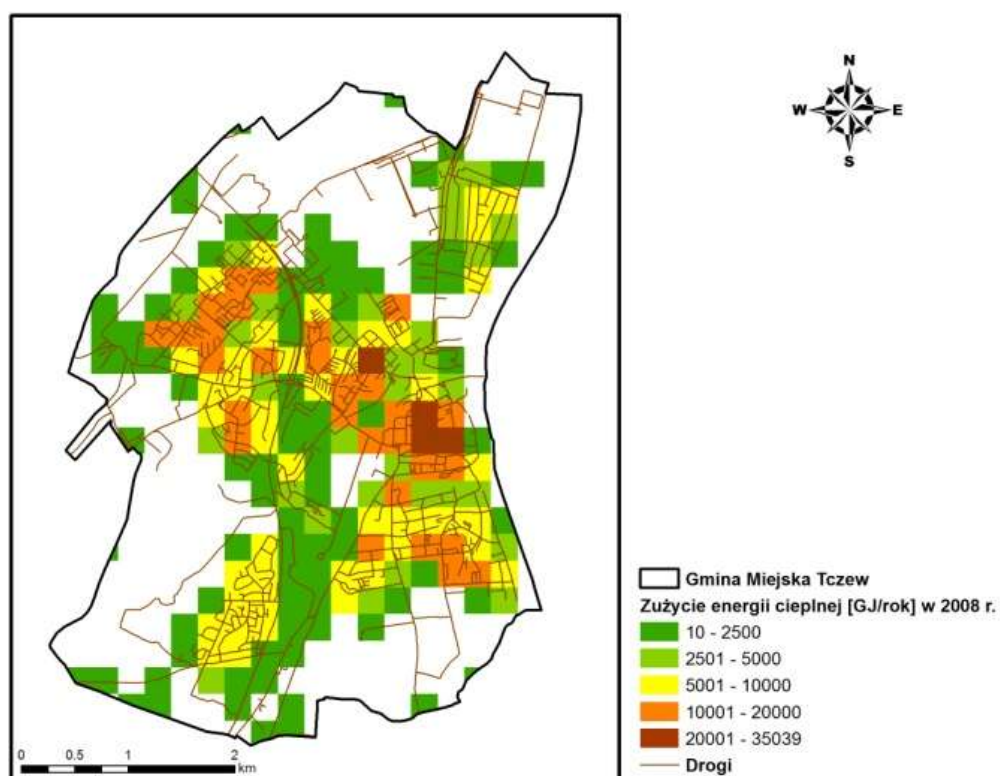 N
W E
S
Gmina Miejska Tczew
Zużycie energii cieplnej [GJ/rok] w 2008 r.
10 - 2500
2501 - 5000
5001 - 10000
10001 - 20000
20001 - 35039
Drogi
0 0.5 1 2
km